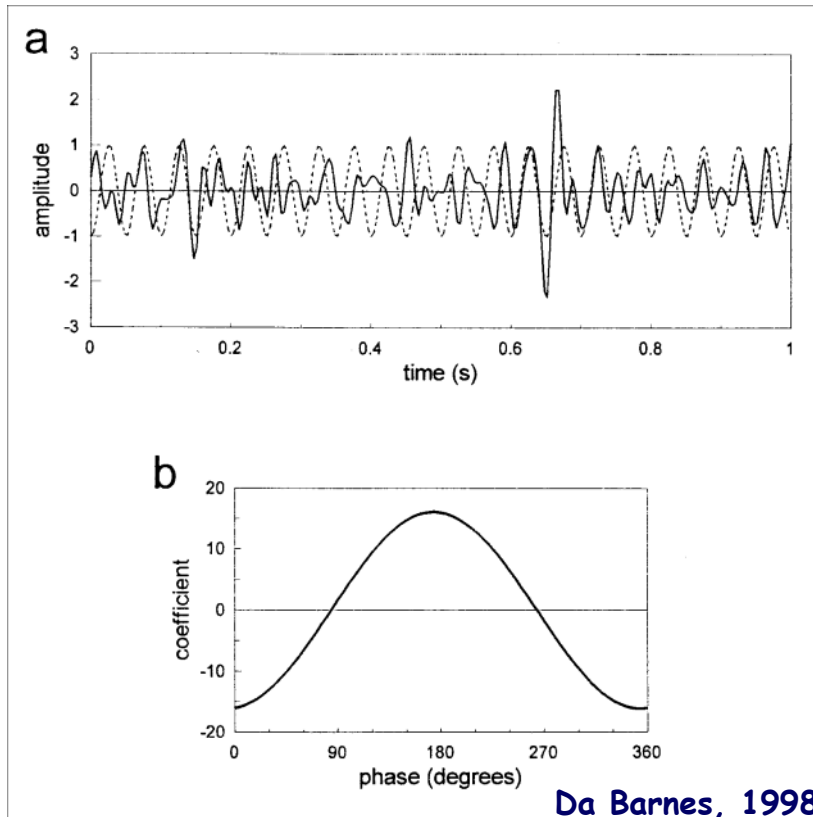 a
3
2
1
0
-1
-2
-3
amplitude
0 0.2 0.4 0.6 0.8 1
time (s)
b
20
10
0
-10
-20
coefficient
0 90 180 270 360
phase (degrees)
Da Barnes, 1998